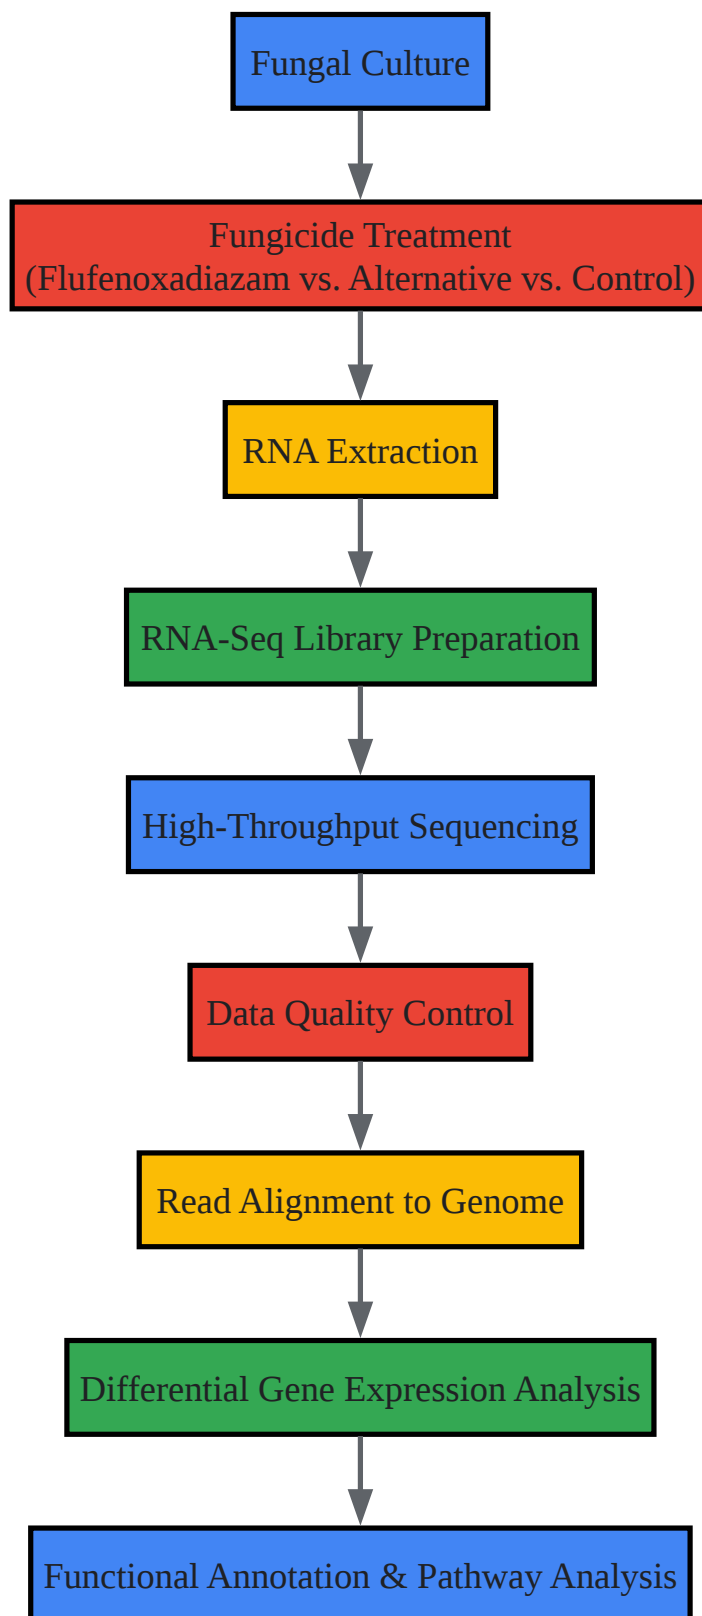 Fungal Culture
Fungicide Treatment
(Flufenoxadiazam vs. Alternative vs. Control)
RNA Extraction
RNA-Seq Library Preparation
High-Throughput Sequencing
Data Quality Control
Read Alignment to Genome
Differential Gene Expression Analysis
Functional Annotation & Pathway Analysis